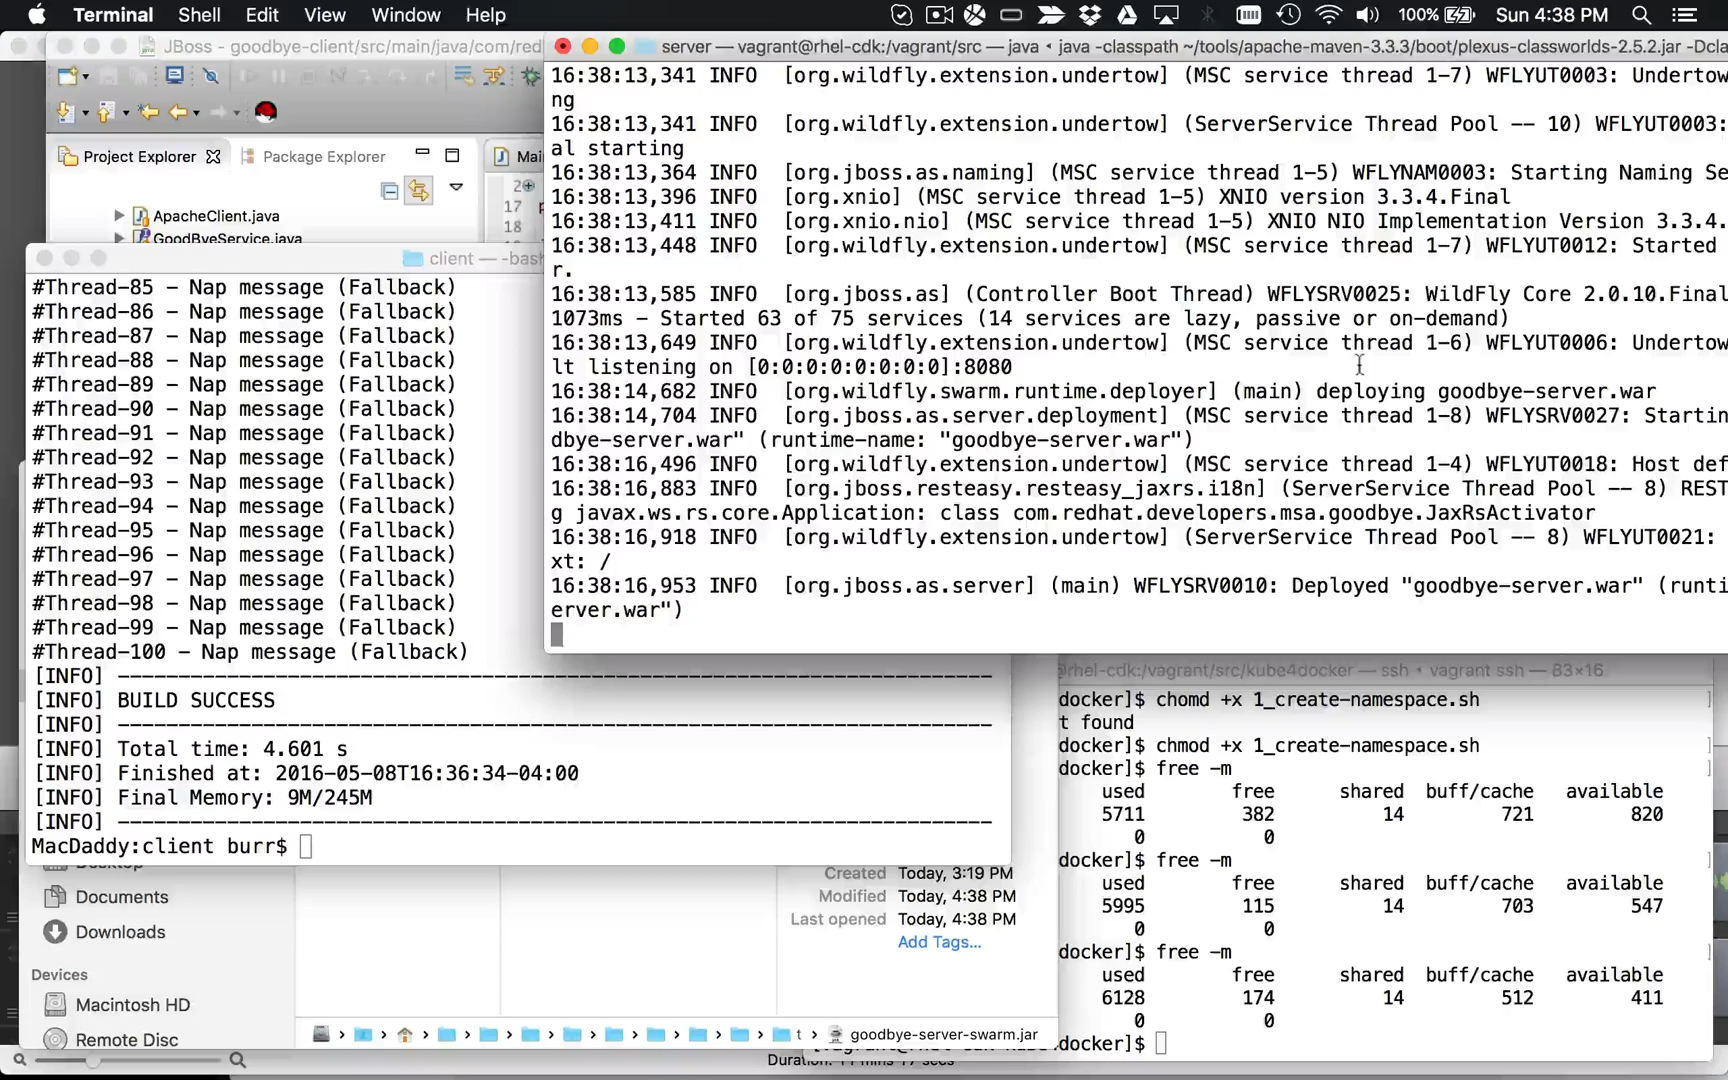 Terminal Shell Edit View Window Help 100% Sun 4:38 PM
JBoss - goodbye-client/src/main/java/com/red
Project Explorer Package Explorer Mai
2
17
18
ApacheClient.java
GoodByeService.java
server — vagrant@rhel-cdk:/vagrant/src — java • java -classpath ~/tools/apache-maven-3.3.3/boot/plexus-classworlds-2.5.2.jar -Dcla
16:38:13,341 INFO [org.wildfly.extension.undertow] (MSC service thread 1-7) WFLYUT0003: Undertow
ng
16:38:13,341 INFO [org.wildfly.extension.undertow] (ServerService Thread Pool -- 10) WFLYUT0003:
al starting
16:38:13,364 INFO [org.jboss.as.naming] (MSC service thread 1-5) WFLYNAM0003: Starting Naming Se
16:38:13,396 INFO [org.xnio] (MSC service thread 1-5) XNIO version 3.3.4.Final
16:38:13,411 INFO [org.xnio.nio] (MSC service thread 1-5) XNIO NIO Implementation Version 3.3.4.
16:38:13,448 INFO [org.wildfly.extension.undertow] (MSC service thread 1-7) WFLYUT0012: Started
r.
16:38:13,585 INFO [org.jboss.as] (Controller Boot Thread) WFLYSRV0025: WildFly Core 2.0.10.Final
1073ms - Started 63 of 75 services (14 services are lazy, passive or on-demand)
16:38:13,649 INFO [org.wildfly.extension.undertow] (MSC service thread 1-6) WFLYUT0006: Undertow
lt listening on [0:0:0:0:0:0:0:0]:8080
16:38:14,682 INFO [org.wildfly.swarm.runtime.deployer] (main) deploying goodbye-server.war
16:38:14,704 INFO [org.jboss.as.server.deployment] (MSC service thread 1-8) WFLYSRV0027: Startin
dbye-server.war" (runtime-name: "goodbye-server.war")
16:38:16,496 INFO [org.wildfly.extension.undertow] (MSC service thread 1-4) WFLYUT0018: Host def
16:38:16,883 INFO [org.jboss.resteasy.resteasy_jaxrs.i18n] (ServerService Thread Pool -- 8) REST
g javax.ws.rs.core.Application: class com.redhat.developers.msa.goodbye.JaxRsActivator
16:38:16,918 INFO [org.wildfly.extension.undertow] (ServerService Thread Pool -- 8) WFLYUT0021:
xt: /
16:38:16,953 INFO [org.jboss.as.server] (main) WFLYSRV0010: Deployed "goodbye-server.war" (runti
erver.war")
client — -bash
#Thread-85 - Nap message (Fallback)
#Thread-86 - Nap message (Fallback)
#Thread-87 - Nap message (Fallback)
#Thread-88 - Nap message (Fallback)
#Thread-89 - Nap message (Fallback)
#Thread-90 - Nap message (Fallback)
#Thread-91 - Nap message (Fallback)
#Thread-92 - Nap message (Fallback)
#Thread-93 - Nap message (Fallback)
#Thread-94 - Nap message (Fallback)
#Thread-95 - Nap message (Fallback)
#Thread-96 - Nap message (Fallback)
#Thread-97 - Nap message (Fallback)
#Thread-98 - Nap message (Fallback)
#Thread-99 - Nap message (Fallback)
#Thread-100 - Nap message (Fallback)
[INFO] ------------------------------------------------------------------------
[INFO] BUILD SUCCESS
[INFO] ------------------------------------------------------------------------
[INFO] Total time: 4.601 s
[INFO] Finished at: 2016-05-08T16:36:34-04:00
[INFO] Final Memory: 9M/245M
[INFO] ------------------------------------------------------------------------
MacDaddy:client burr$
@rhel-cdk:/vagrant/src/kube4docker — ssh • vagrant ssh — 83×16
docker]$ chomd +x 1_create-namespace.sh
t found
docker]$ chmod +x 1_create-namespace.sh
docker]$ free -m
used free shared buff/cache available
5711 382 14 721 820
0 0
docker]$ free -m
used free shared buff/cache available
5995 115 14 703 547
0 0
docker]$ free -m
used free shared buff/cache available
6128 174 14 512 411
0 0
docker]$
Desktop
Documents
Downloads
Devices
Macintosh HD
Remote Disc
Created Today, 3:19 PM
Modified Today, 4:38 PM
Last opened Today, 4:38 PM
Add Tags...
t goodbye-server-swarm.jar